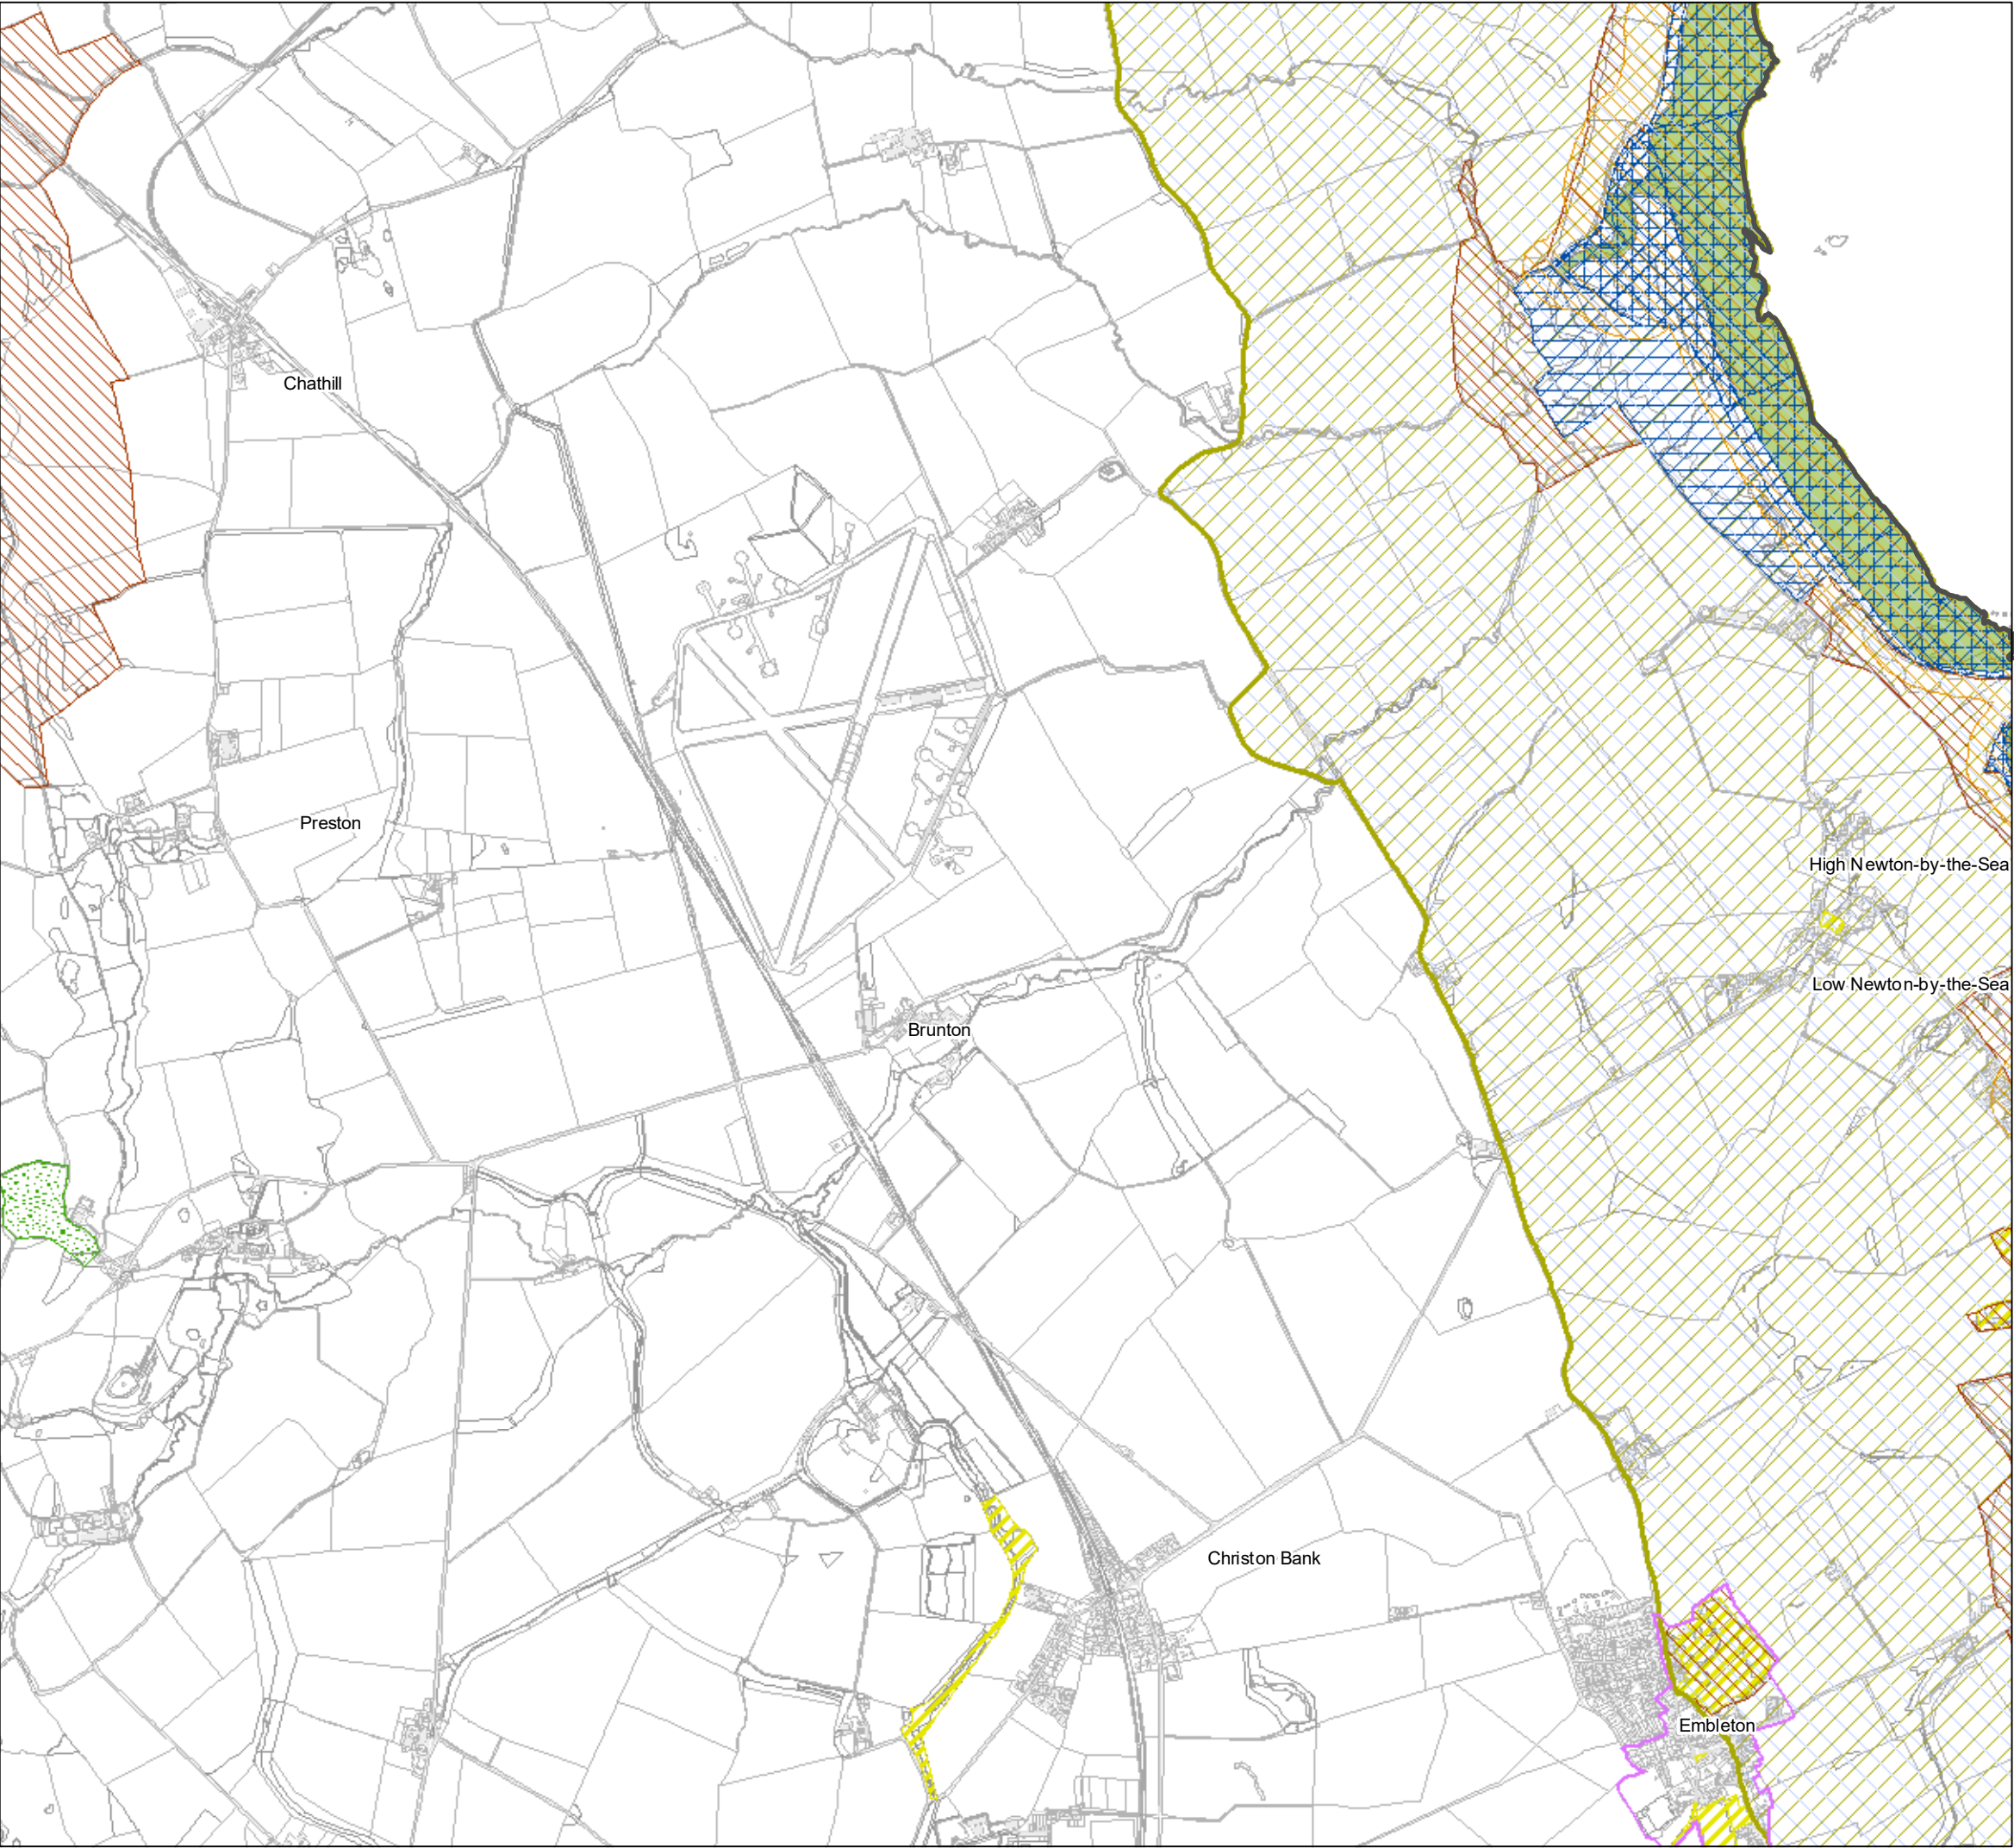 Chathill
Preston
High Newton-by-the-Sea
Low Newton-by-the-Sea
Brunton
Christon Bank
Embleton